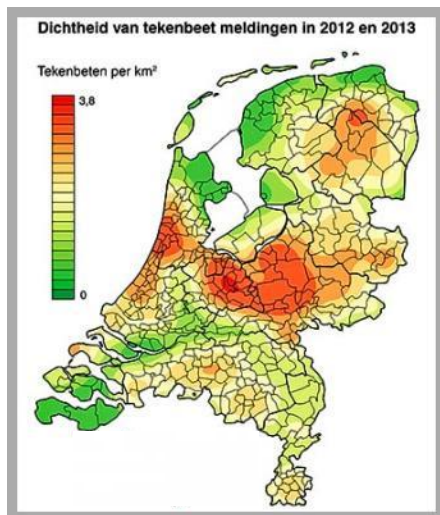 Dichtheid van tekenbeet meldingen in 2012 en 2013
Tekenbeten per km²
3,8
0